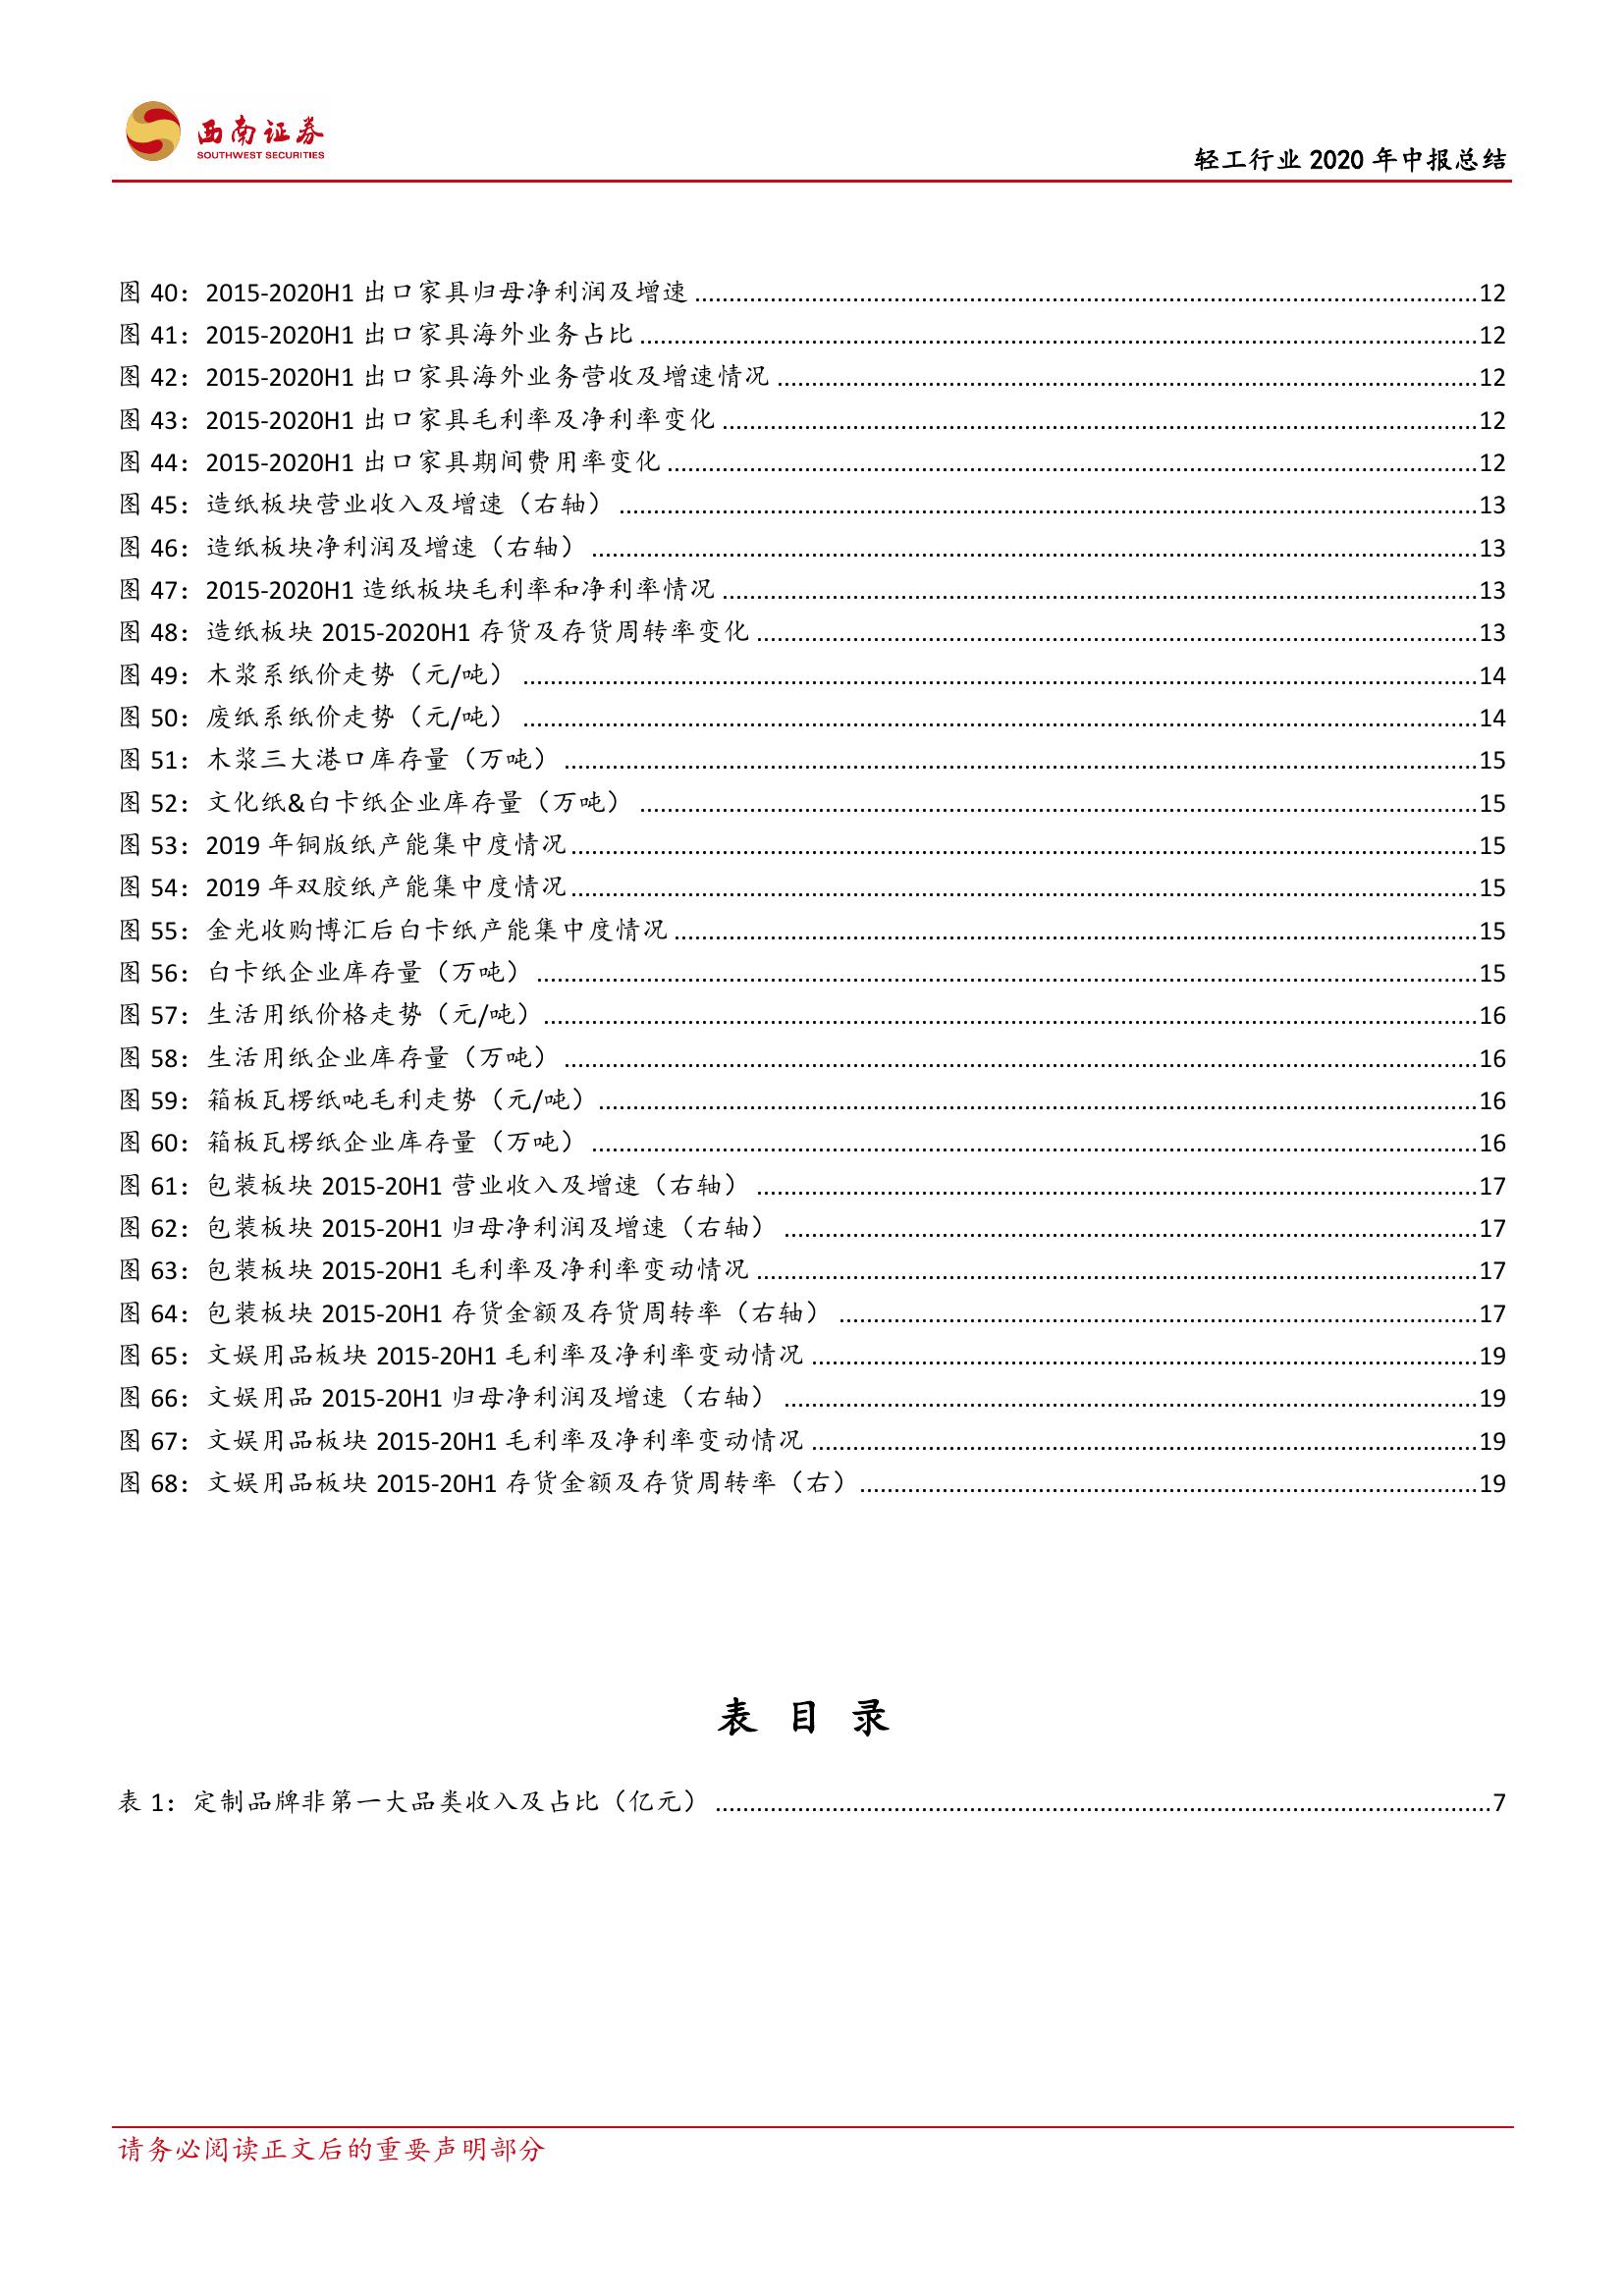 西南证券
SOUTHWEST SECURITIES
轻工行业 2020 年中报总结
图 40：2015-2020H1 出口家具归母净利润及增速 ........ 12
图 41：2015-2020H1 出口家具海外业务占比 ........ 12
图 42：2015-2020H1 出口家具海外业务营收及增速情况 ........ 12
图 43：2015-2020H1 出口家具毛利率及净利率变化 ........ 12
图 44：2015-2020H1 出口家具期间费用率变化 ........ 12
图 45：造纸板块营业收入及增速（右轴） ........ 13
图 46：造纸板块净利润及增速（右轴） ........ 13
图 47：2015-2020H1 造纸板块毛利率和净利率情况 ........ 13
图 48：造纸板块 2015-2020H1 存货及存货周转率变化 ........ 13
图 49：木浆系纸价走势（元/吨） ........ 14
图 50：废纸系纸价走势（元/吨） ........ 14
图 51：木浆三大港口库存量（万吨） ........ 15
图 52：文化纸&白卡纸企业库存量（万吨） ........ 15
图 53：2019 年铜版纸产能集中度情况 ........ 15
图 54：2019 年双胶纸产能集中度情况 ........ 15
图 55：金光收购博汇后白卡纸产能集中度情况 ........ 15
图 56：白卡纸企业库存量（万吨） ........ 15
图 57：生活用纸价格走势（元/吨） ........ 16
图 58：生活用纸企业库存量（万吨） ........ 16
图 59：箱板瓦楞纸吨毛利走势（元/吨） ........ 16
图 60：箱板瓦楞纸企业库存量（万吨） ........ 16
图 61：包装板块 2015-20H1 营业收入及增速（右轴） ........ 17
图 62：包装板块 2015-20H1 归母净利润及增速（右轴） ........ 17
图 63：包装板块 2015-20H1 毛利率及净利率变动情况 ........ 17
图 64：包装板块 2015-20H1 存货金额及存货周转率（右轴） ........ 17
图 65：文娱用品板块 2015-20H1 毛利率及净利率变动情况 ........ 19
图 66：文娱用品 2015-20H1 归母净利润及增速（右轴） ........ 19
图 67：文娱用品板块 2015-20H1 毛利率及净利率变动情况 ........ 19
图 68：文娱用品板块 2015-20H1 存货金额及存货周转率（右） ........ 19
表 目 录
表 1：定制品牌非第一大品类收入及占比（亿元） ........ 7
请务必阅读正文后的重要声明部分